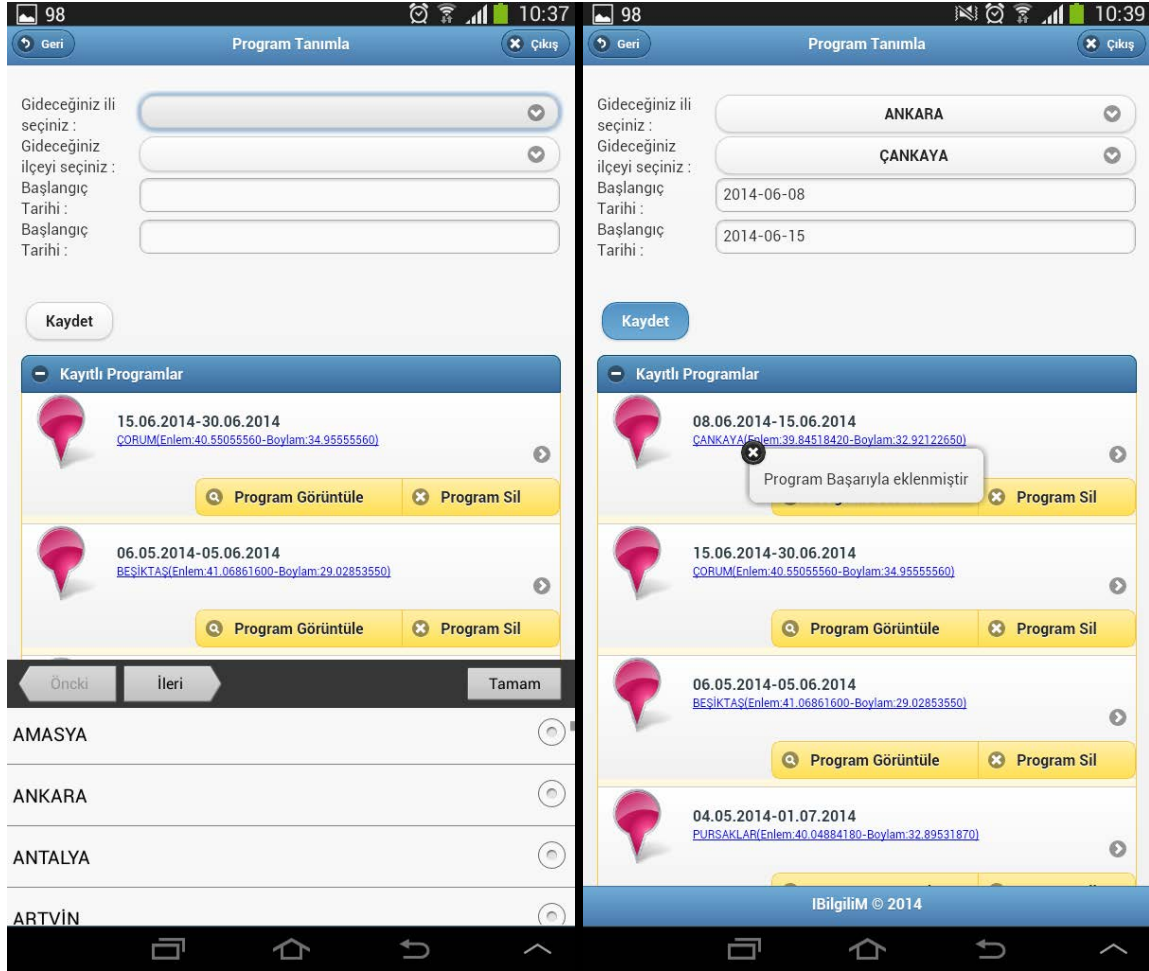 98
10:37
Geri
Program Tanımla
Çıkış
Gideceğiniz ili
seçiniz :
Gideceğiniz
ilçeyi seçiniz :
Başlangıç
Tarihi :
Başlangıç
Tarihi :
Kaydet
Kayıtlı Programlar
15.06.2014-30.06.2014
ÇORUM(Enlem:40.55055560-Boylam:34.95555560)
Program Görüntüle
Program Sil
06.05.2014-05.06.2014
BEŞİKTAŞ(Enlem:41.06861600-Boylam:29.02853550)
Program Görüntüle
Program Sil
Önceki
İleri
Tamam
AMASYA
ANKARA
ANTALYA
ARTVİN
98
10:39
Geri
Program Tanımla
Çıkış
Gideceğiniz ili
seçiniz :
ANKARA
Gideceğiniz
ilçeyi seçiniz :
ÇANKAYA
Başlangıç
Tarihi :
2014-06-08
Başlangıç
Tarihi :
2014-06-15
Kaydet
Kayıtlı Programlar
08.06.2014-15.06.2014
ÇANKAYA(Enlem:39.84518420-Boylam:32.92122650)
Program Başarıyla eklenmiştir
Program Sil
15.06.2014-30.06.2014
ÇORUM(Enlem:40.55055560-Boylam:34.95555560)
Program Görüntüle
Program Sil
06.05.2014-05.06.2014
BEŞİKTAŞ(Enlem:41.06861600-Boylam:29.02853550)
Program Görüntüle
Program Sil
04.05.2014-01.07.2014
PURSAKLAR(Enlem:40.04884180-Boylam:32.89531870)
IBilgiliM © 2014